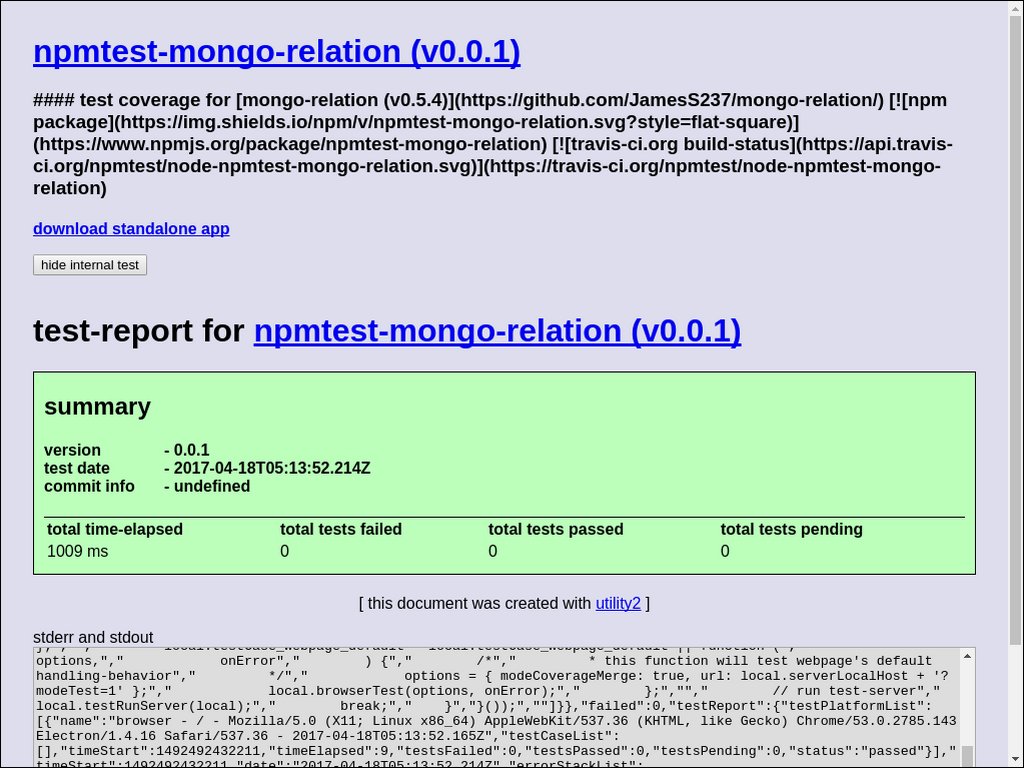 npmtest-mongo-relation (v0.0.1)
#### test coverage for [mongo-relation (v0.5.4)](https://github.com/JamesS237/mongo-relation/) [![npm
package](https://img.shields.io/npm/v/npmtest-mongo-relation.svg?style=flat-square)]
(https://www.npmjs.org/package/npmtest-mongo-relation) [![travis-ci.org build-status](https://api.travis-
ci.org/npmtest/node-npmtest-mongo-relation.svg)](https://travis-ci.org/npmtest/node-npmtest-mongo-
relation)
download standalone app
hide internal test
test-report for npmtest-mongo-relation (v0.0.1)
summary
version - 0.0.1
test date - 2017-04-18T05:13:52.214Z
commit info - undefined
total time-elapsed total tests failed total tests passed total tests pending
1009 ms 0 0 0
[ this document was created with utility2 ]
stderr and stdout
options,"," onError"," ) {"," /*"," * this function will test webpage's default
handling-behavior"," */"," options = { modeCoverageMerge: true, url: local.serverLocalHost + '?
modeTest=1' };"," local.browserTest(options, onError);"," };",""," // run test-server","
local.testRunServer(local);"," break;"," }","}());",""]}},"failed":0,"testReport":{"testPlatformList":
[{"name":"browser - / - Mozilla/5.0 (X11; Linux x86_64) AppleWebKit/537.36 (KHTML, like Gecko) Chrome/53.0.2785.143
Electron/1.4.16 Safari/537.36 - 2017-04-18T05:13:52.165Z","testCaseList":
[],"timeStart":1492492432211,"timeElapsed":9,"testsFailed":0,"testsPassed":0,"testsPending":0,"status":"passed"}],"
timeStart":1492492432211,"date":"2017-04-18T05:13:52.214Z","errorStackList":